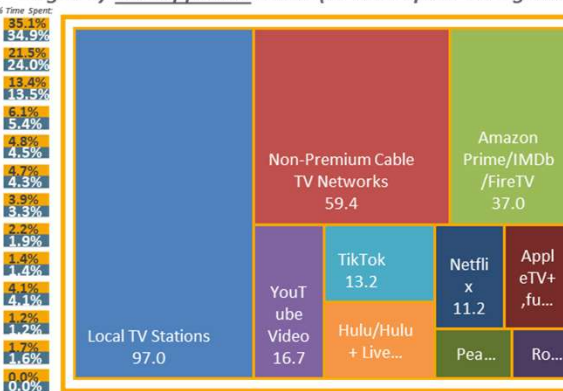 % Time Spent:
35.1%
34.9%
21.5%
24.0%
13.4%
13.5%
6.1%
5.4%
4.8%
4.5%
4.7%
4.3%
3.9%
3.3%
2.2%
1.9%
1.4%
1.4%
4.1%
4.1%
1.2%
1.2%
1.7%
1.6%
0.0%
0.0%
Local TV Stations
97.0
Non-Premium Cable
TV Networks
59.4
Amazon
Prime/IMDb
/FireTV
37.0
YouT
ube
Video
16.7
TikTok
13.2
Hulu/Hulu
+ Live...
Netfli
x
11.2
Appl
eTV+
,fu...
Pea...
Ro...